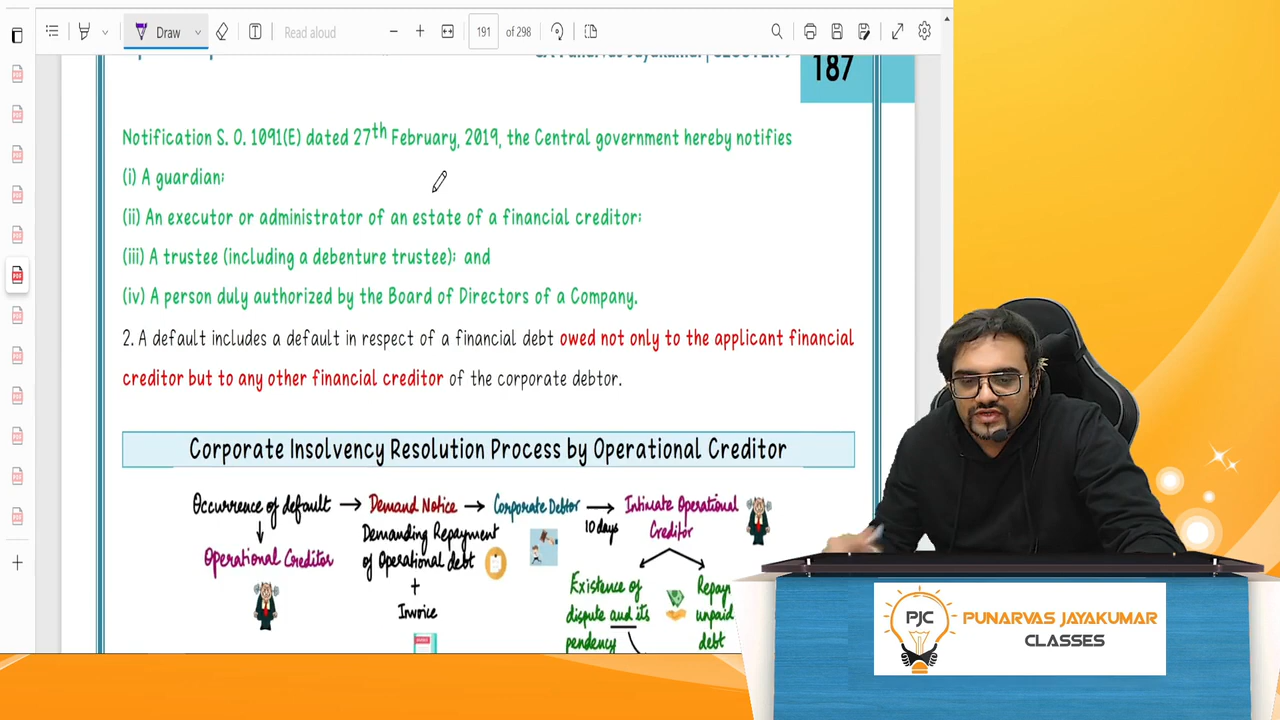 Draw
Read aloud
191
of 298
187
Notification S. O. 1091(E) dated 27th February, 2019, the Central government hereby notifies
(i) A guardian;
(ii) An executor or administrator of an estate of a financial creditor;
(iii) A trustee (including a debenture trustee); and
(iv) A person duly authorized by the Board of Directors of a Company.
2. A default includes a default in respect of a financial debt owed not only to the applicant financial
creditor but to any other financial creditor of the corporate debtor.
Corporate Insolvency Resolution Process by Operational Creditor
Occurrence of default → Demand Notice → Corporate Debtor → Intimate Operational
Creditor
10 days
Demanding Repayment
of Operational debt
+
Invoice
Operational Creditor
Existence of
dispute and its
pendency
Repay
unpaid
debt
PJC
PUNARVAS JAYAKUMAR
CLASSES